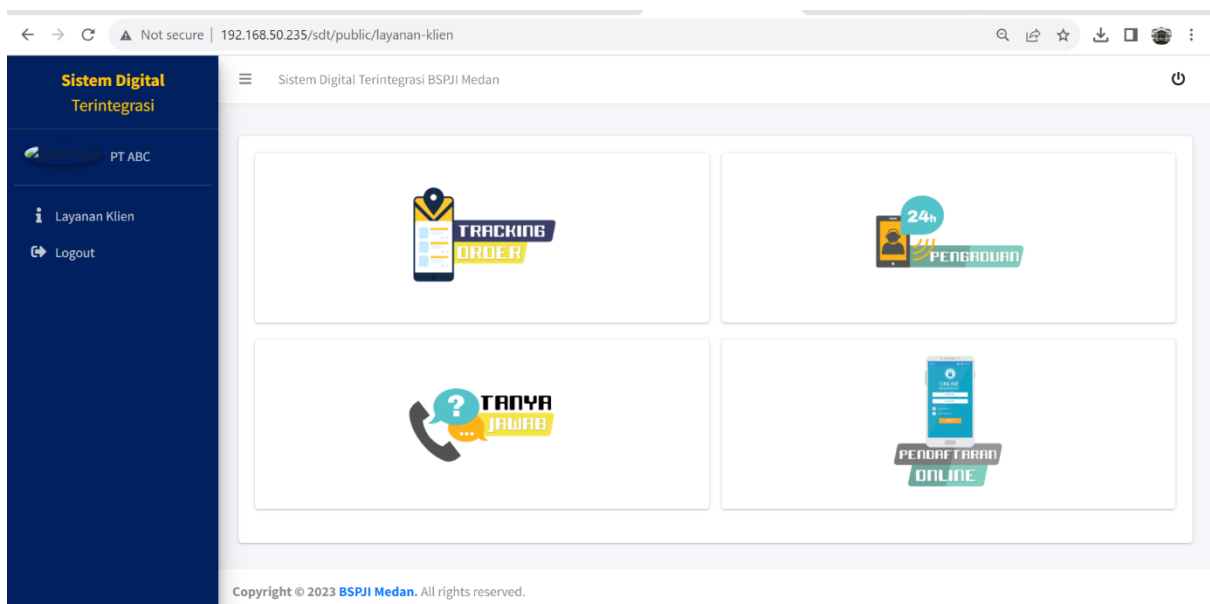 Not secure
192.168.50.235/sdt/public/layanan-klien
Sistem Digital
Terintegrasi
Sistem Digital Terintegrasi BSPJI Medan
PT ABC
Layanan Klien
Logout
TRACKING
ORDER
24h
PENGADUAN
?
TANYA
JAWAB
...
ONLINE
PENDAFTARAN
ONLINE
Copyright © 2023 BSPJI Medan. All rights reserved.